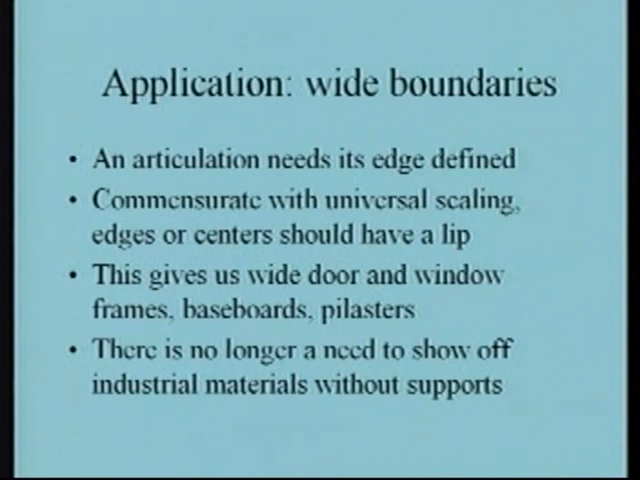 Application: wide boundaries
• An articulation needs its edge defined
• Commensurate with universal scaling,
edges or centers should have a lip
• This gives us wide door and window
frames, baseboards, pilasters
• There is no longer a need to show off
industrial materials without supports